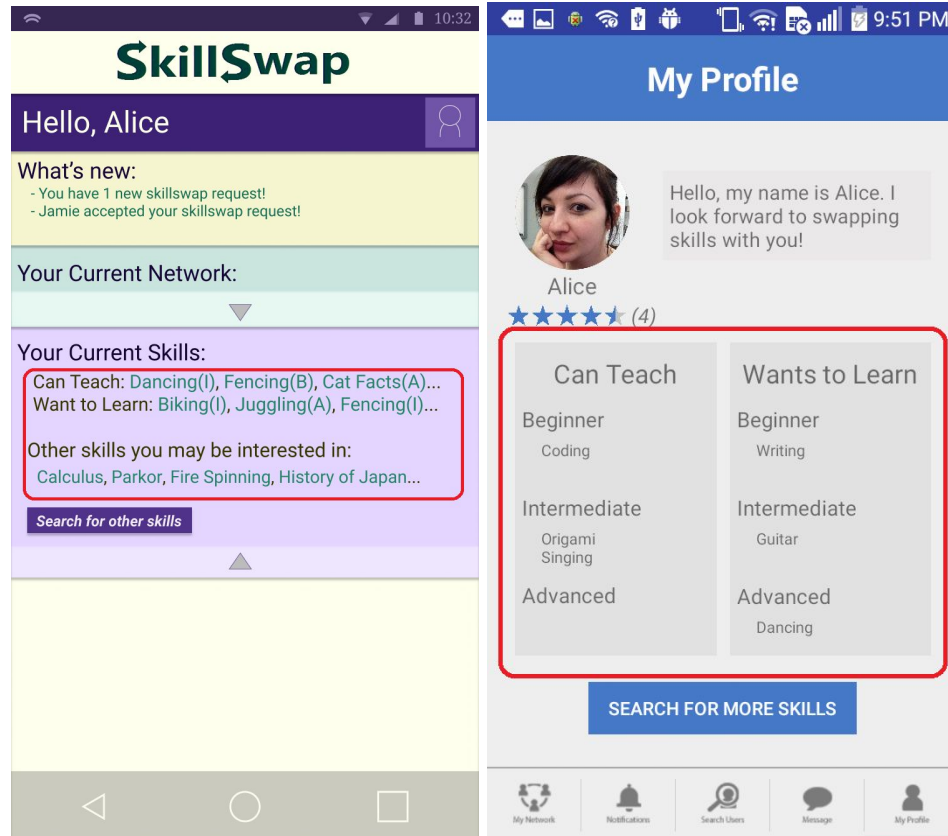 10:32
SkillSwap
Hello, Alice
What's new:
- You have 1 new skillswap request!
- Jamie accepted your skillswap request!
Your Current Network:
Your Current Skills:
Can Teach: Dancing(I), Fencing(B), Cat Facts(A)...
Want to Learn: Biking(I), Juggling(A), Fencing(I)...
Other skills you may be interested in:
Calculus, Parkor, Fire Spinning, History of Japan...
Search for other skills
9:51 PM
My Profile
Hello, my name is Alice. I
look forward to swapping
skills with you!
Alice
(4)
Can Teach
Beginner
Coding
Intermediate
Origami
Singing
Advanced
Wants to Learn
Beginner
Writing
Intermediate
Guitar
Advanced
Dancing
SEARCH FOR MORE SKILLS
My Network
Notifications
Search Users
Message
My Profile